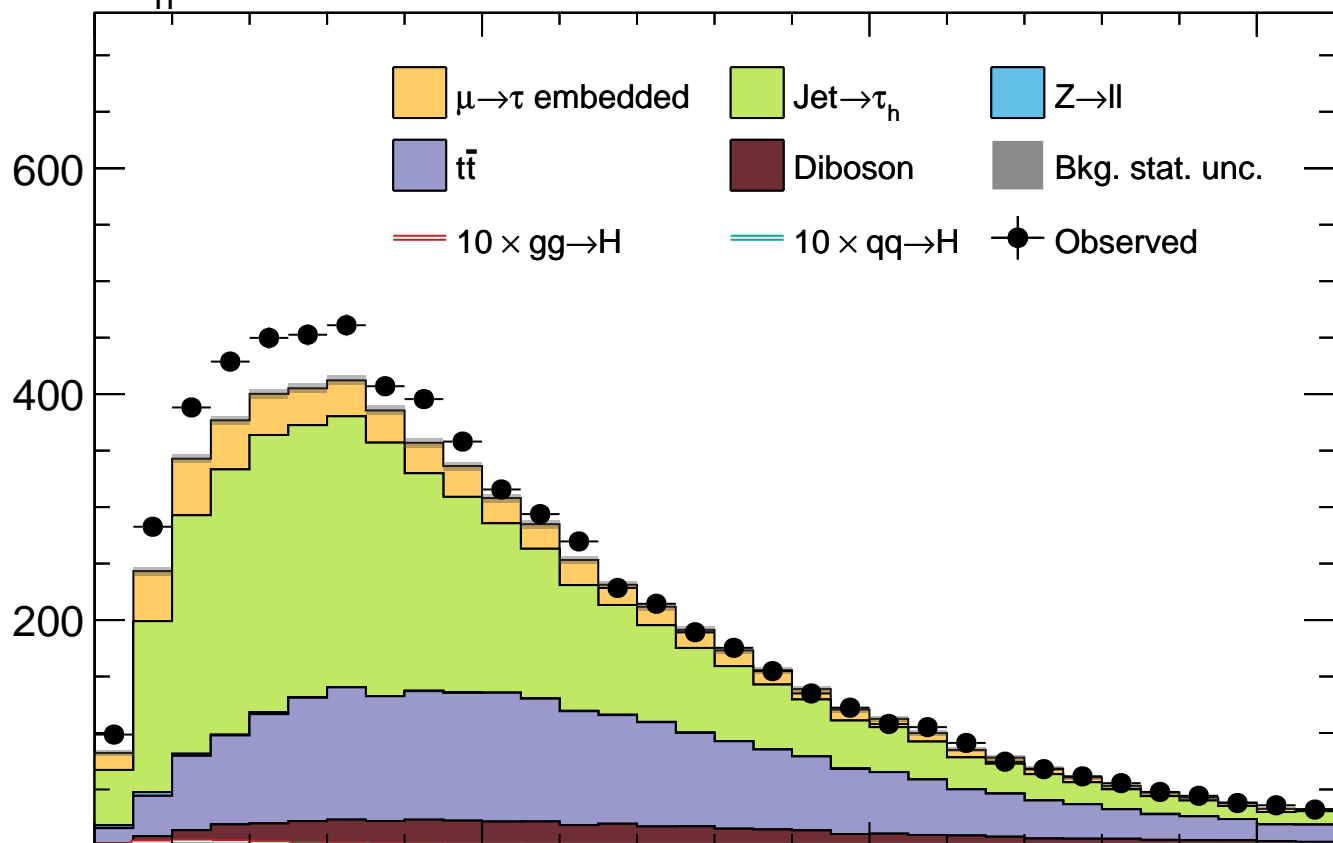 μ→τ embedded Jet→τh Z→ll
600
tt̄ Diboson Bkg. stat. unc.
10 × gg→H 10 × qq→H Observed
400
200